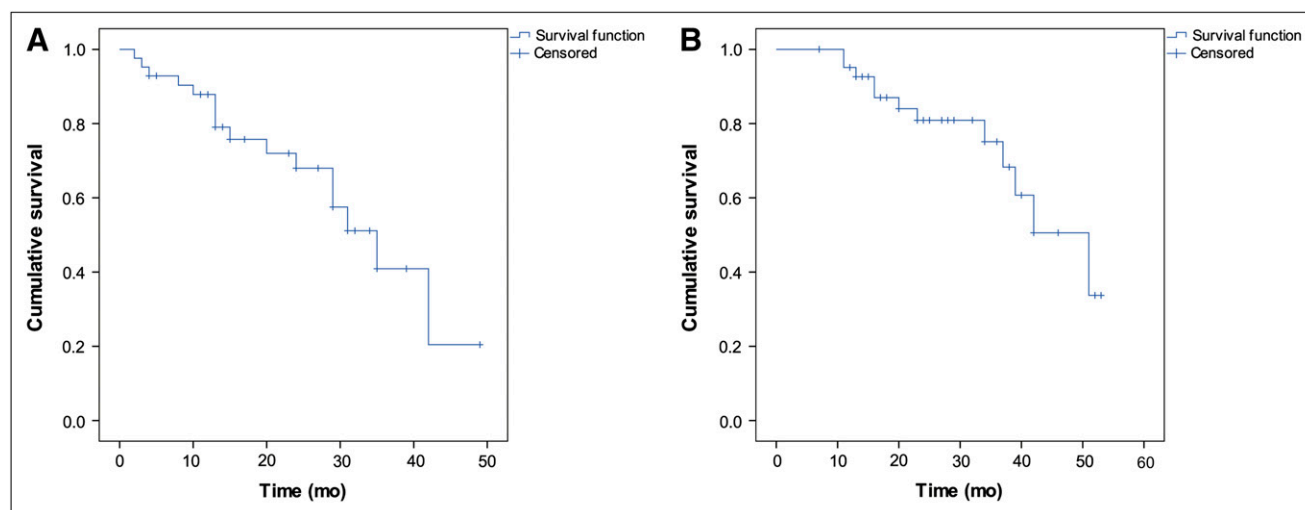 A
Survival function
Censored
1.0
0.8
0.6
0.4
0.2
0.0
Cumulative survival
0 10 20 30 40 50
Time (mo)
B
Survival function
Censored
1.0
0.8
0.6
0.4
0.2
0.0
Cumulative survival
0 10 20 30 40 50 60
Time (mo)